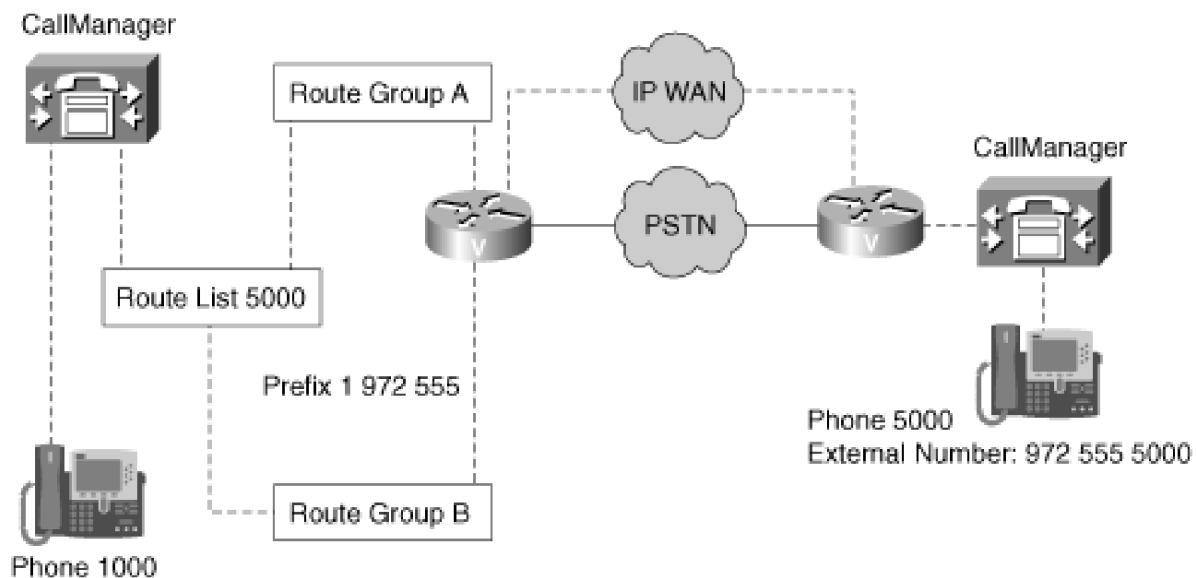 CallManager
Route Group A
IP WAN
CallManager
PSTN
V
V
Route List 5000
Prefix 1 972 555
Phone 5000
External Number: 972 555 5000
Route Group B
Phone 1000